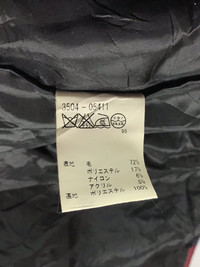 3504-05411
表地 毛 72%
ポリエステル 17%
ナイロン 6%
アクリル 5%
裏地 ポリエステル 100%